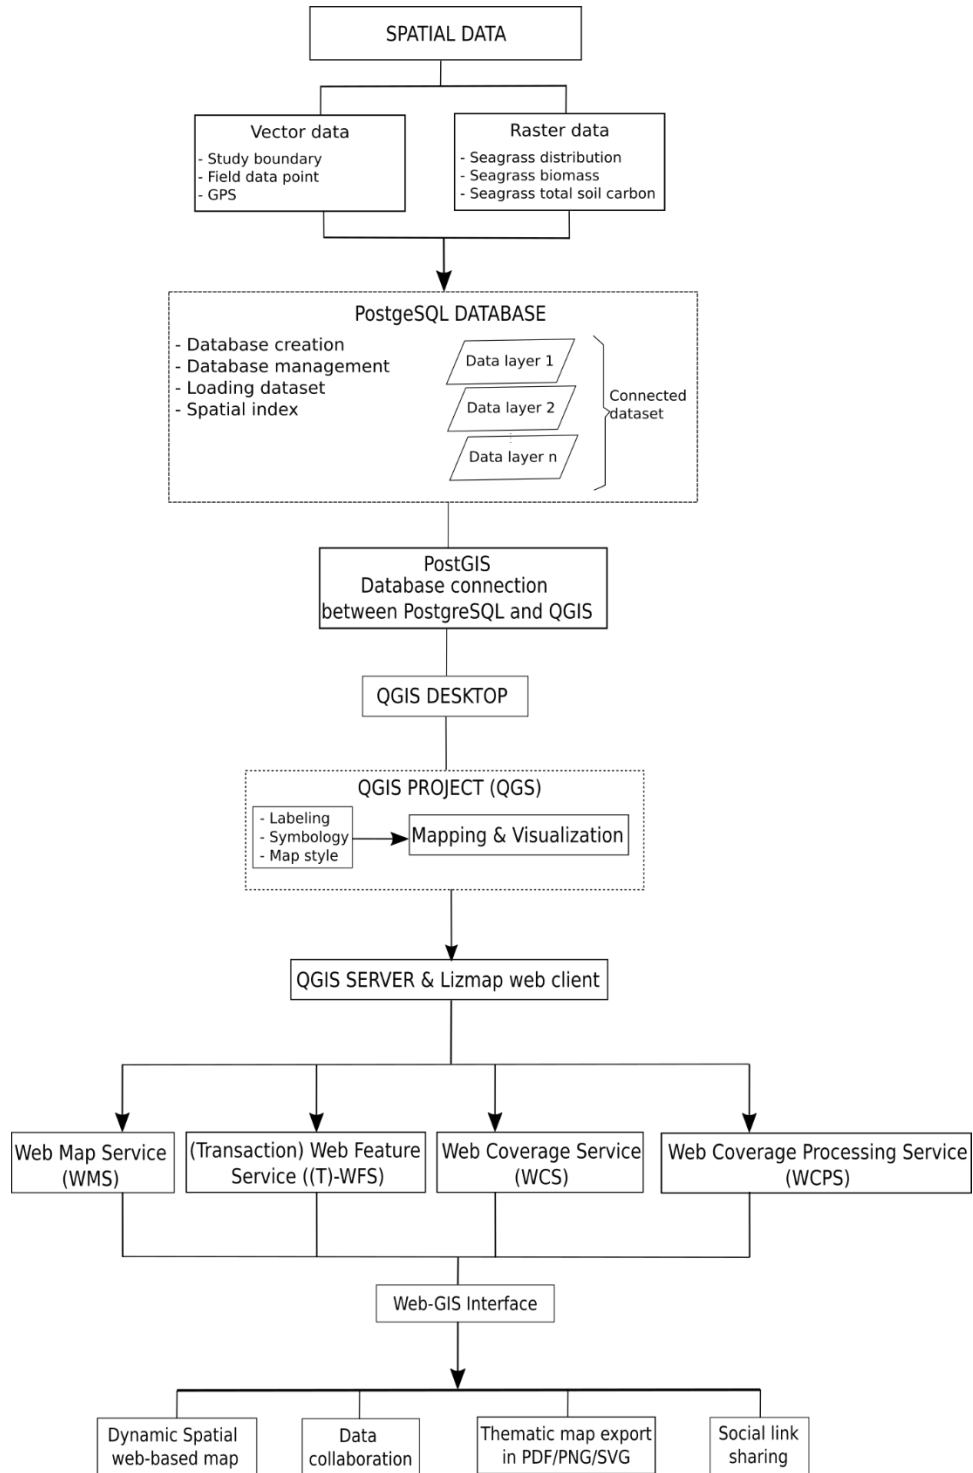 SPATIAL DATA
Vector data
- Study boundary
- Field data point
- GPS
Raster data
- Seagrass distribution
- Seagrass biomass
- Seagrass total soil carbon
PostgeSQL DATABASE
- Database creation
- Database management
- Loading dataset
- Spatial index
Data layer 1
Data layer 2
Data layer n
Connected
dataset
PostGIS
Database connection
between PostgreSQL and QGIS
QGIS DESKTOP
QGIS PROJECT (QGS)
- Labeling
- Symbology
- Map style
Mapping & Visualization
QGIS SERVER & Lizmap web client
Web Map Service
(WMS)
(Transaction) Web Feature
Service ((T)-WFS)
Web Coverage Service
(WCS)
Web Coverage Processing Service
(WCPS)
Web-GIS Interface
Dynamic Spatial
web-based map
Data
collaboration
Thematic map export
in PDF/PNG/SVG
Social link
sharing